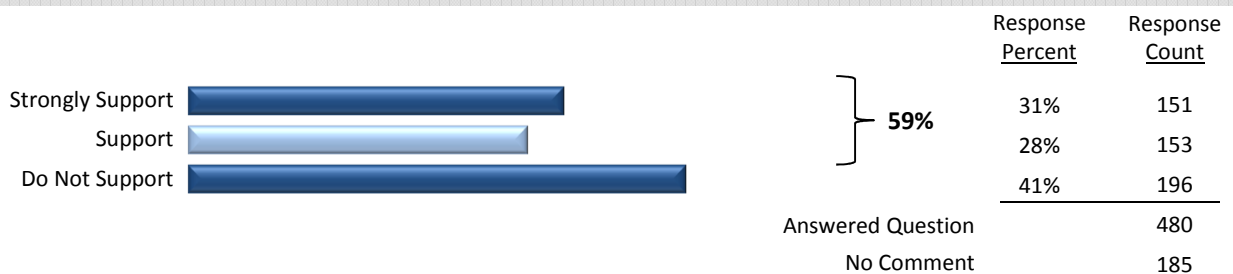 Response Percent Response Count
Strongly Support 31% 151
59%
Support 28% 153
Do Not Support 41% 196
Answered Question 480
No Comment 185